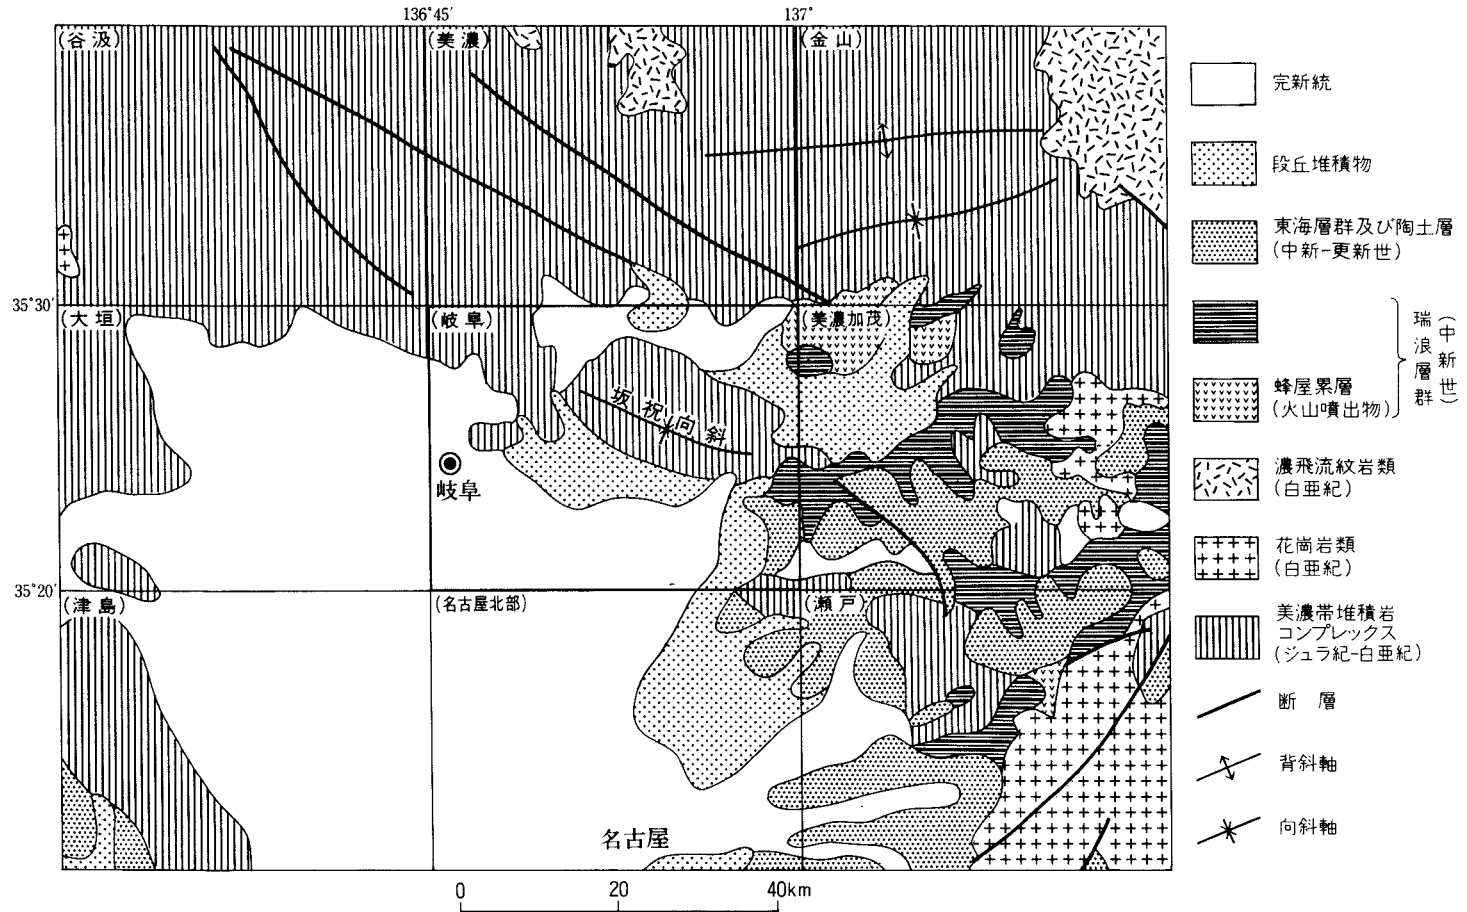 136°45′
137°
(谷汲)
(美濃)
(金山)
35°30′
(大垣)
(岐阜)
(美濃加茂)
坂祝向斜
岐阜
35°20′
(津島)
(名古屋北部)
(瀬戸)
名古屋
0 20 40km
完新統
段丘堆積物
東海層群及び陶土層
(中新-更新世)
瑞浪層群
(中新世)
蜂屋累層
(火山噴出物)
濃飛流紋岩類
(白亜紀)
花崗岩類
(白亜紀)
美濃帯堆積岩
コンプレックス
(ジュラ紀-白亜紀)
断層
背斜軸
向斜軸